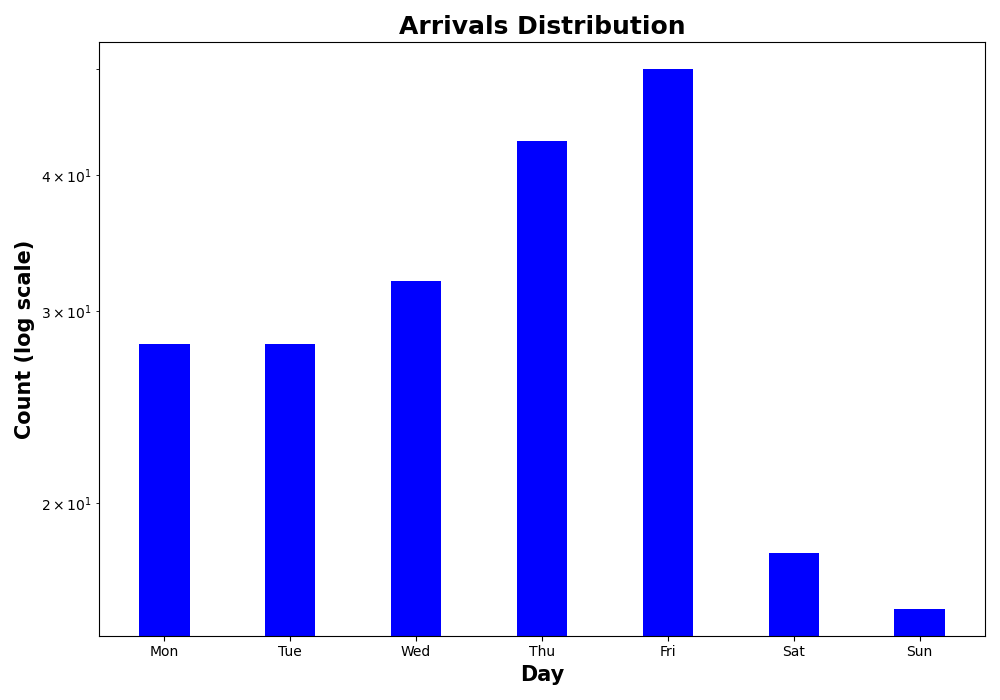 Arrivals Distribution
Count (log scale)
4 × 10¹
3 × 10¹
2 × 10¹
Mon Tue Wed Thu Fri Sat Sun
Day